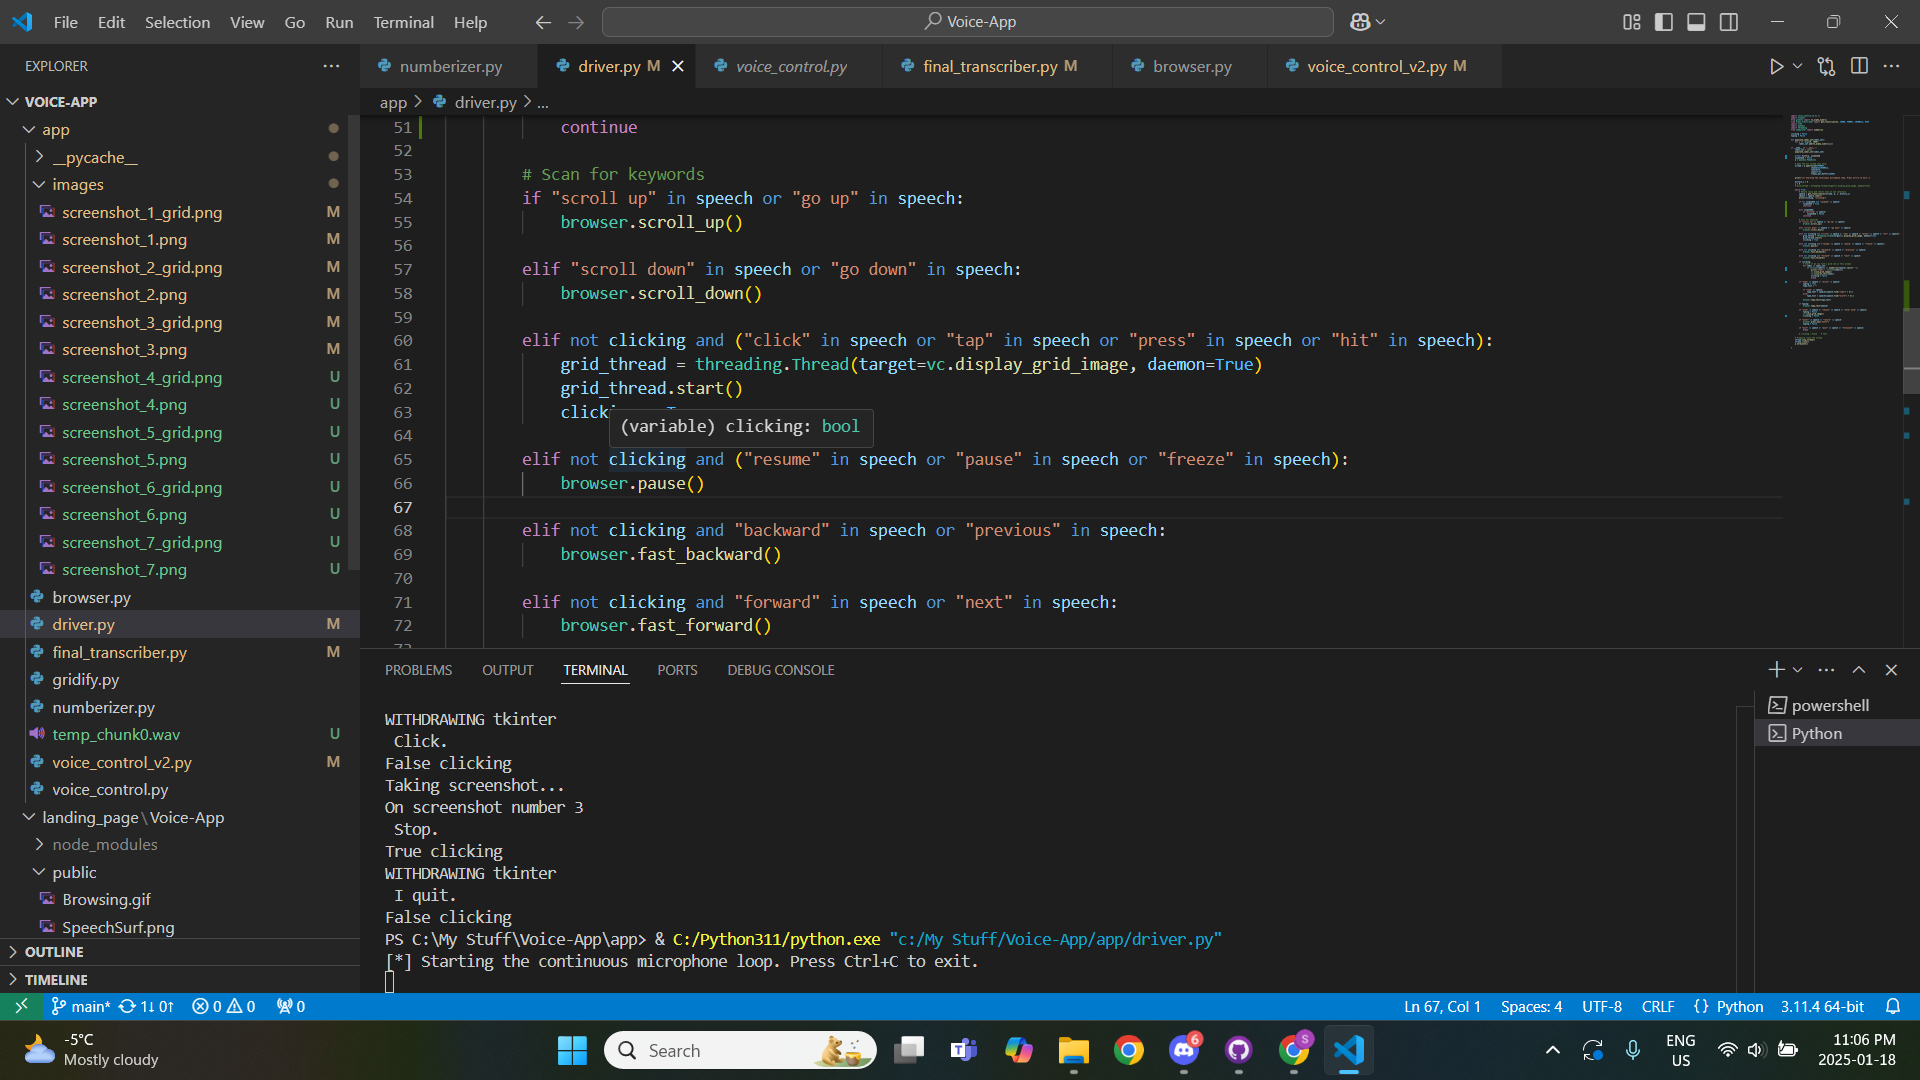 File Edit Selection View Go Run Terminal Help
Voice-App
EXPLORER
numberizer.py
driver.py M
voice_control.py
final_transcriber.py M
browser.py
voice_control_v2.py M
VOICE-APP
app
__pycache__
images
screenshot_1_grid.png M
screenshot_1.png M
screenshot_2_grid.png M
screenshot_2.png M
screenshot_3_grid.png M
screenshot_3.png M
screenshot_4_grid.png U
screenshot_4.png U
screenshot_5_grid.png U
screenshot_5.png U
screenshot_6_grid.png U
screenshot_6.png U
screenshot_7_grid.png U
screenshot_7.png U
browser.py
driver.py M
final_transcriber.py M
gridify.py
numberizer.py
temp_chunk0.wav U
voice_control_v2.py M
voice_control.py
landing_page\Voice-App
node_modules
public
Browsing.gif
SpeechSurf.png
OUTLINE
TIMELINE
app > driver.py > ...
51 continue
52
53 # Scan for keywords
54 if "scroll up" in speech or "go up" in speech:
55 browser.scroll_up()
56
57 elif "scroll down" in speech or "go down" in speech:
58 browser.scroll_down()
59
60 elif not clicking and ("click" in speech or "tap" in speech or "press" in speech or "hit" in speech):
61 grid_thread = threading.Thread(target=vc.display_grid_image, daemon=True)
62 grid_thread.start()
63
(variable) clicking: bool
64
65 elif not clicking and ("resume" in speech or "pause" in speech or "freeze" in speech):
66 browser.pause()
67
68 elif not clicking and "backward" in speech or "previous" in speech:
69 browser.fast_backward()
70
71 elif not clicking and "forward" in speech or "next" in speech:
72 browser.fast_forward()
PROBLEMS OUTPUT TERMINAL PORTS DEBUG CONSOLE
WITHDRAWING tkinter
Click.
False clicking
Taking screenshot...
On screenshot number 3
Stop.
True clicking
WITHDRAWING tkinter
I quit.
False clicking
PS C:\My Stuff\Voice-App\app> & C:/Python311/python.exe "c:/My Stuff/Voice-App/app/driver.py"
[*] Starting the continuous microphone loop. Press Ctrl+C to exit.
powershell
Python
main* 1↓ 0↑ 0 0 0
Ln 67, Col 1 Spaces: 4 UTF-8 CRLF {} Python 3.11.4 64-bit
-5°C
Mostly cloudy
Search
6
S
ENG
US
11:06 PM
2025-01-18